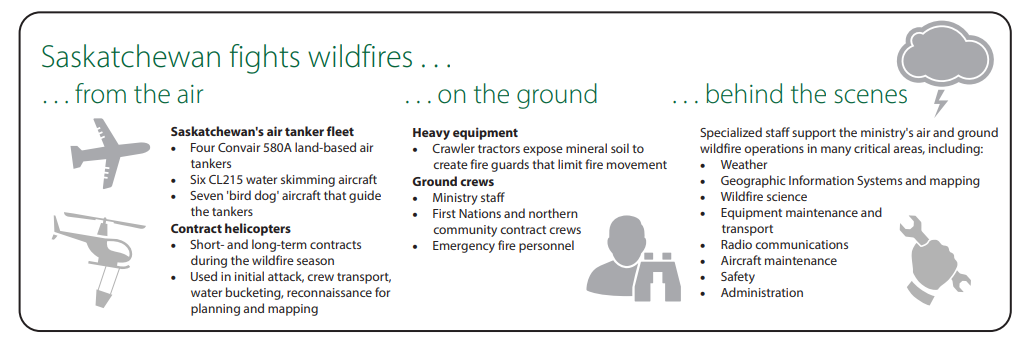 Saskatchewan fights wildfires . . .
. . . from the air
Saskatchewan's air tanker fleet
• Four Convair 580A land-based air
tankers
• Six CL215 water skimming aircraft
• Seven 'bird dog' aircraft that guide
the tankers
Contract helicopters
• Short- and long-term contracts
during the wildfire season
• Used in initial attack, crew transport,
water bucketing, reconnaissance for
planning and mapping
. . . on the ground
Heavy equipment
• Crawler tractors expose mineral soil to
create fire guards that limit fire movement
Ground crews
• Ministry staff
• First Nations and northern
community contract crews
• Emergency fire personnel
. . . behind the scenes
Specialized staff support the ministry's air and ground
wildfire operations in many critical areas, including:
• Weather
• Geographic Information Systems and mapping
• Wildfire science
• Equipment maintenance and
transport
• Radio communications
• Aircraft maintenance
• Safety
• Administration